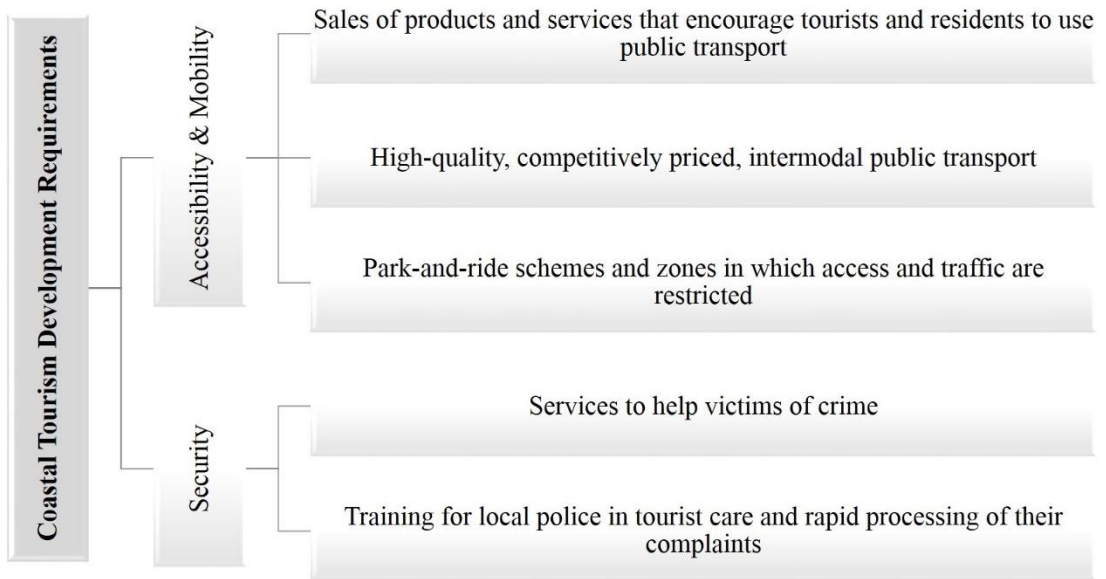 Coastal Tourism Development Requirements
Accessibility & Mobility
Sales of products and services that encourage tourists and residents to use
public transport
High-quality, competitively priced, intermodal public transport
Park-and-ride schemes and zones in which access and traffic are
restricted
Security
Services to help victims of crime
Training for local police in tourist care and rapid processing of their
complaints